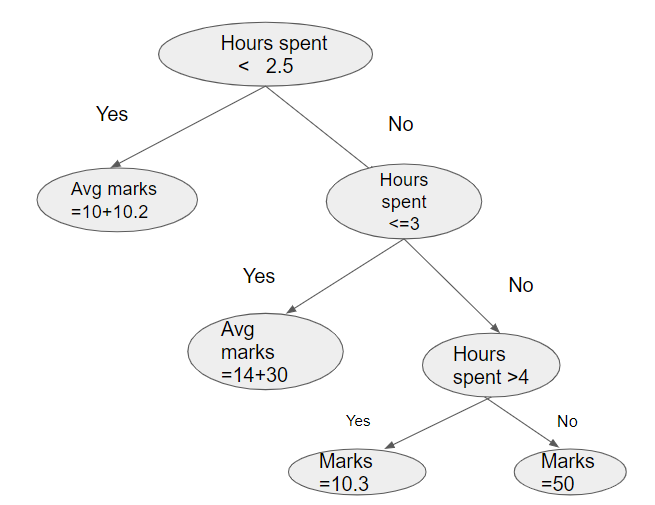 Hours spent
< 2.5
Yes
No
Avg marks
=10+10.2
Hours
spent
<=3
Yes
No
Avg
marks
=14+30
Hours
spent >4
Yes
No
Marks
=10.3
Marks
=50